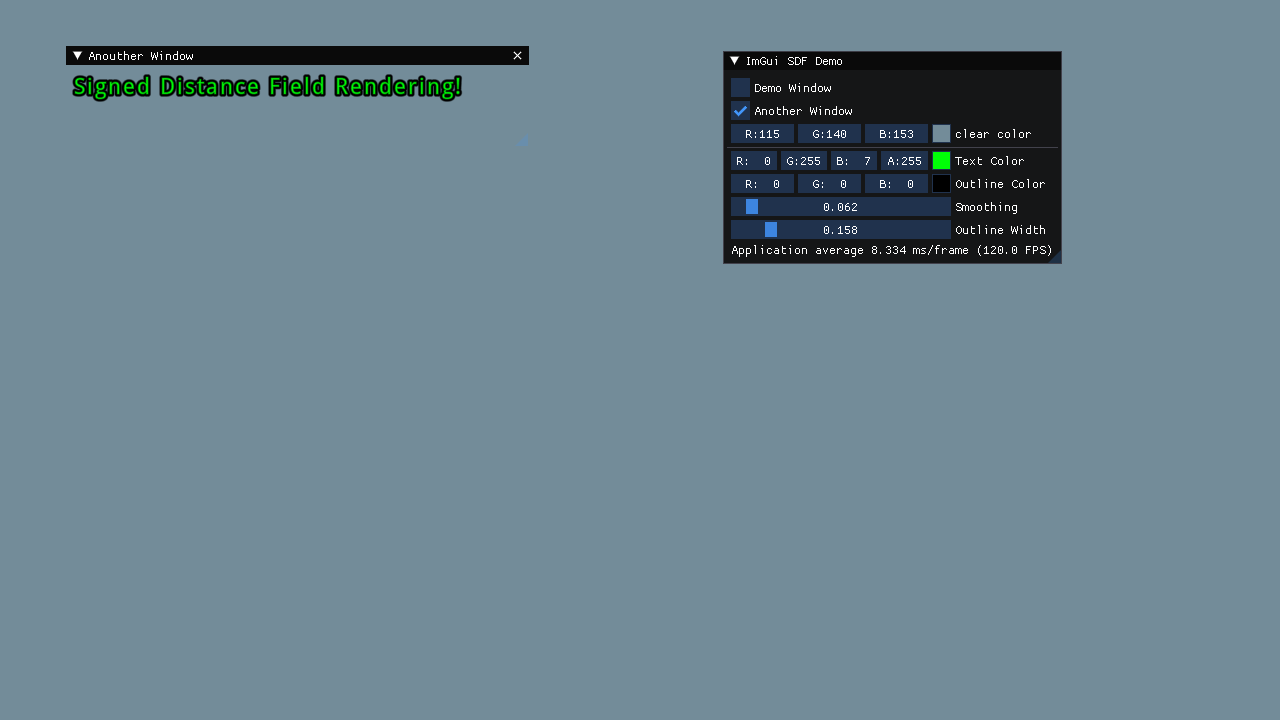 Anouther Window
Signed Distance Field Rendering!
ImGui SDF Demo
Demo Window
Another Window
R:115 G:140 B:153 clear color
R: 0 G:255 B: 7 A:255 Text Color
R: 0 G: 0 B: 0 Outline Color
0.062 Smoothing
0.158 Outline Width
Application average 8.334 ms/frame (120.0 FPS)